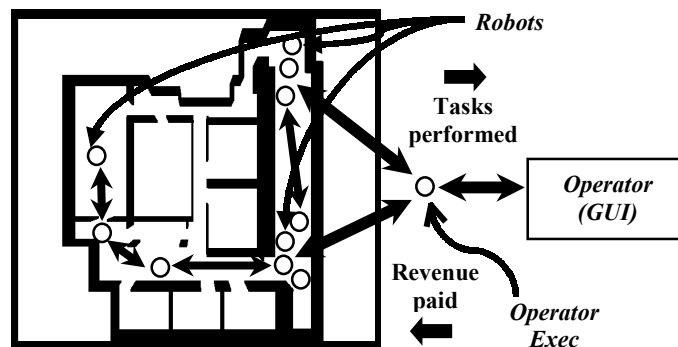 Robots
Tasks
performed
Operator
(GUI)
Revenue
paid
Operator
Exec